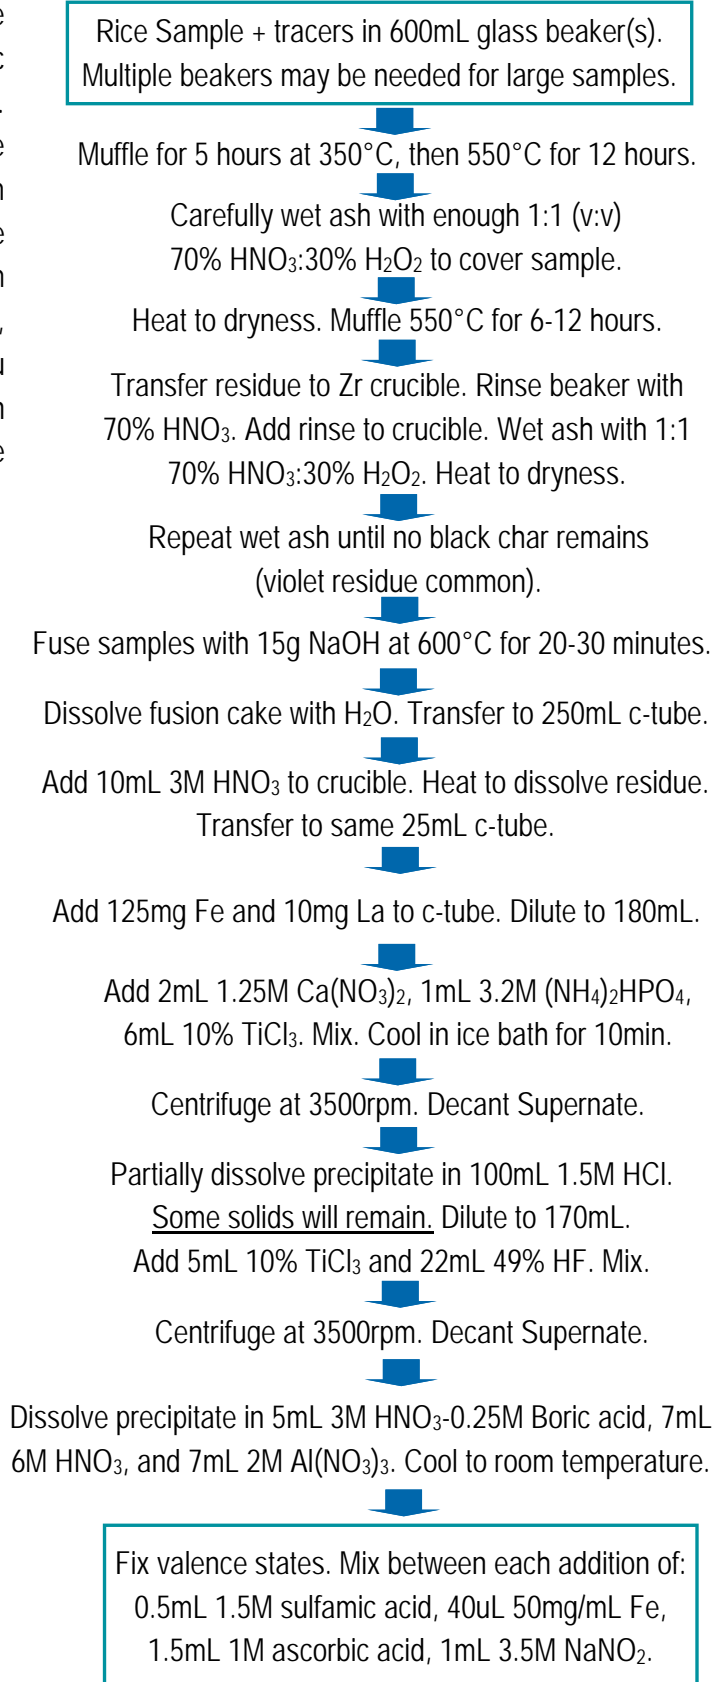 Rice Sample + tracers in 600mL glass beaker(s).
Multiple beakers may be needed for large samples.
Muffle for 5 hours at 350°C, then 550°C for 12 hours.
Carefully wet ash with enough 1:1 (v:v)
70% HNO₃:30% H₂O₂ to cover sample.
Heat to dryness. Muffle 550°C for 6-12 hours.
Transfer residue to Zr crucible. Rinse beaker with
70% HNO₃. Add rinse to crucible. Wet ash with 1:1
70% HNO₃:30% H₂O₂. Heat to dryness.
Repeat wet ash until no black char remains
(violet residue common).
Fuse samples with 15g NaOH at 600°C for 20-30 minutes.
Dissolve fusion cake with H₂O. Transfer to 250mL c-tube.
Add 10mL 3M HNO₃ to crucible. Heat to dissolve residue.
Transfer to same 25mL c-tube.
Add 125mg Fe and 10mg La to c-tube. Dilute to 180mL.
Add 2mL 1.25M Ca(NO₃)₂, 1mL 3.2M (NH₄)₂HPO₄,
6mL 10% TiCl₃. Mix. Cool in ice bath for 10min.
Centrifuge at 3500rpm. Decant Supernate.
Partially dissolve precipitate in 100mL 1.5M HCl.
Some solids will remain. Dilute to 170mL.
Add 5mL 10% TiCl₃ and 22mL 49% HF. Mix.
Centrifuge at 3500rpm. Decant Supernate.
Dissolve precipitate in 5mL 3M HNO₃-0.25M Boric acid, 7mL
6M HNO₃, and 7mL 2M Al(NO₃)₃. Cool to room temperature.
Fix valence states. Mix between each addition of:
0.5mL 1.5M sulfamic acid, 40uL 50mg/mL Fe,
1.5mL 1M ascorbic acid, 1mL 3.5M NaNO₂.